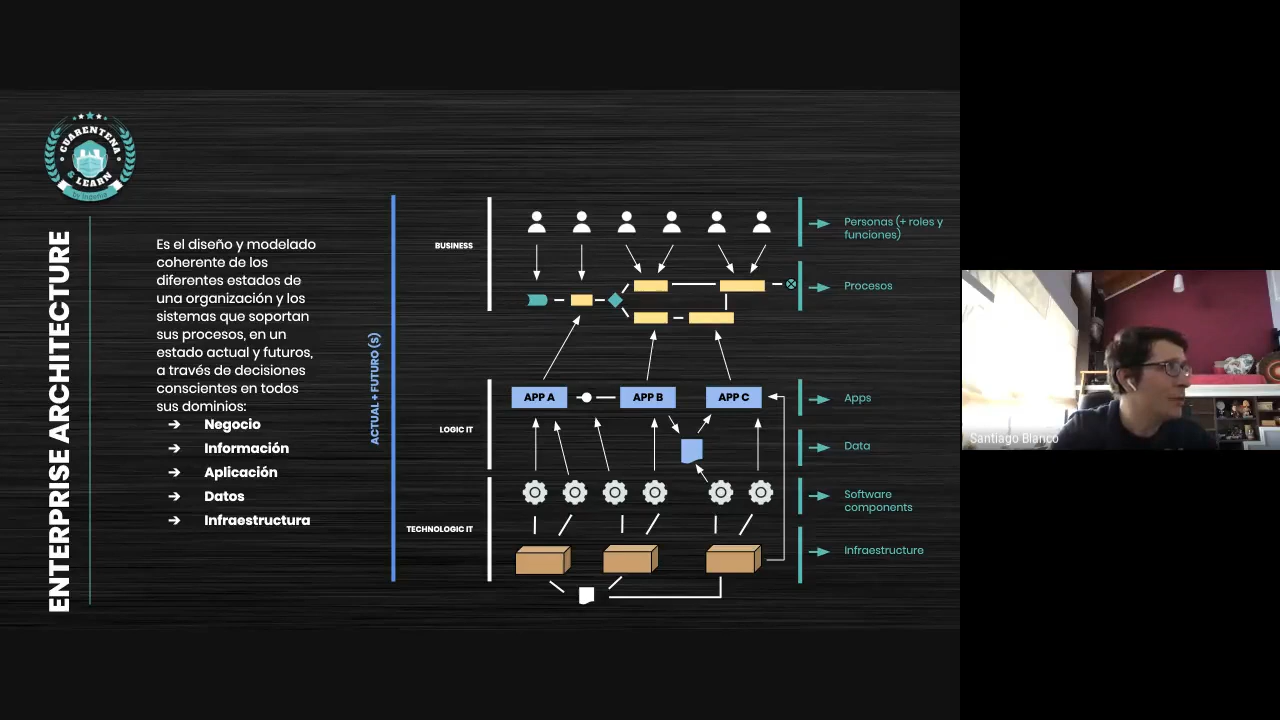 CUARENTENA
& LEARN
by Ingenia
ENTERPRISE ARCHITECTURE
Es el diseño y modelado
coherente de los
diferentes estados de
una organización y los
sistemas que soportan
sus procesos, en un
estado actual y futuros,
a través de decisiones
conscientes en todos
sus dominios:
➔ Negocio
➔ Información
➔ Aplicación
➔ Datos
➔ Infraestructura
ACTUAL + FUTURO (S)
BUSINESS
LOGIC IT
TECHNOLOGIC IT
APP A
APP B
APP C
Personas (+ roles y
funciones)
Procesos
Apps
Data
Software
components
Infraestructure
Santiago Blanco